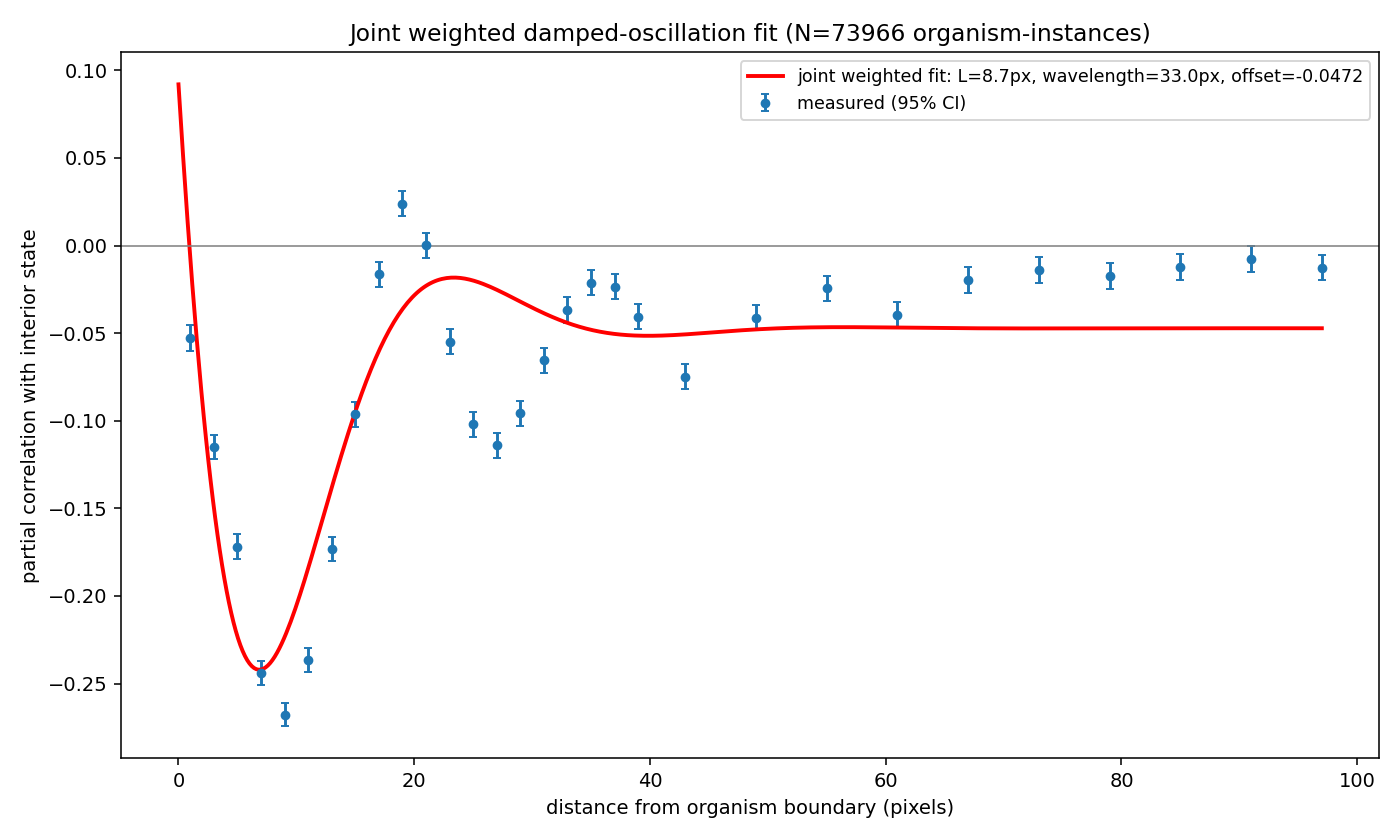 Joint weighted damped-oscillation fit (N=73966 organism-instances)
joint weighted fit: L=8.7px, wavelength=33.0px, offset=-0.0472
measured (95% CI)
partial correlation with interior state
0.10
0.05
0.00
−0.05
−0.10
−0.15
−0.20
−0.25
0 20 40 60 80 100
distance from organism boundary (pixels)